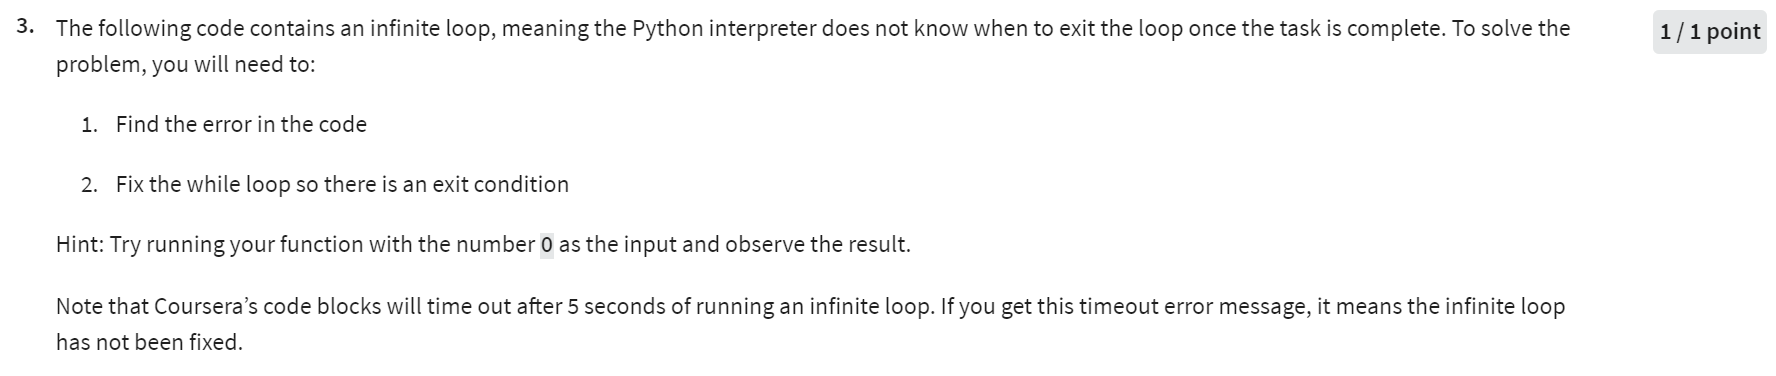 3. The following code contains an infinite loop, meaning the Python interpreter does not know when to exit the loop once the task is complete. To solve the
problem, you will need to:
1 / 1 point
1. Find the error in the code
2. Fix the while loop so there is an exit condition
Hint: Try running your function with the number 0 as the input and observe the result.
Note that Coursera’s code blocks will time out after 5 seconds of running an infinite loop. If you get this timeout error message, it means the infinite loop
has not been fixed.